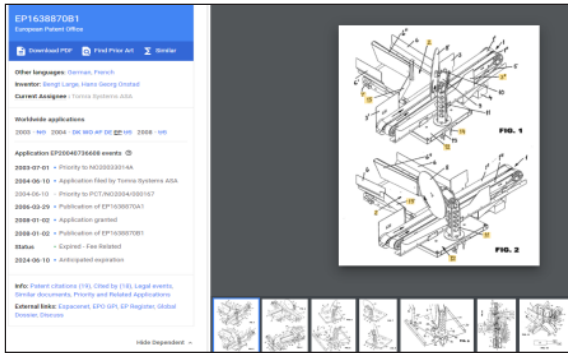 EP1638870B1
European Patent Office
Download PDF Find Prior Art Similar
Other languages: German, French
Inventor: Bengt Large, Hans Georg Onstad
Current Assignee : Tomra Systems ASA
Worldwide applications
2003 - NO 2004 - DK WO AT DE EP US 2008 - US
Application EP20040736608 events
2003-07-01 • Priority to NO20033014A
2004-06-10 • Application filed by Tomra Systems ASA
2004-06-10 • Priority to PCT/NO2004/000167
2006-03-29 • Publication of EP1638870A1
2008-01-02 • Application granted
2008-01-02 • Publication of EP1638870B1
Status • Expired - Fee Related
2024-06-10 • Anticipated expiration
Info: Patent citations (19), Cited by (18), Legal events,
Similar documents, Priority and Related Applications
External links: Espacenet, EPO GPI, EP Register, Global
Dossier, Discuss
Hide Dependent
FIG. 1
FIG. 2